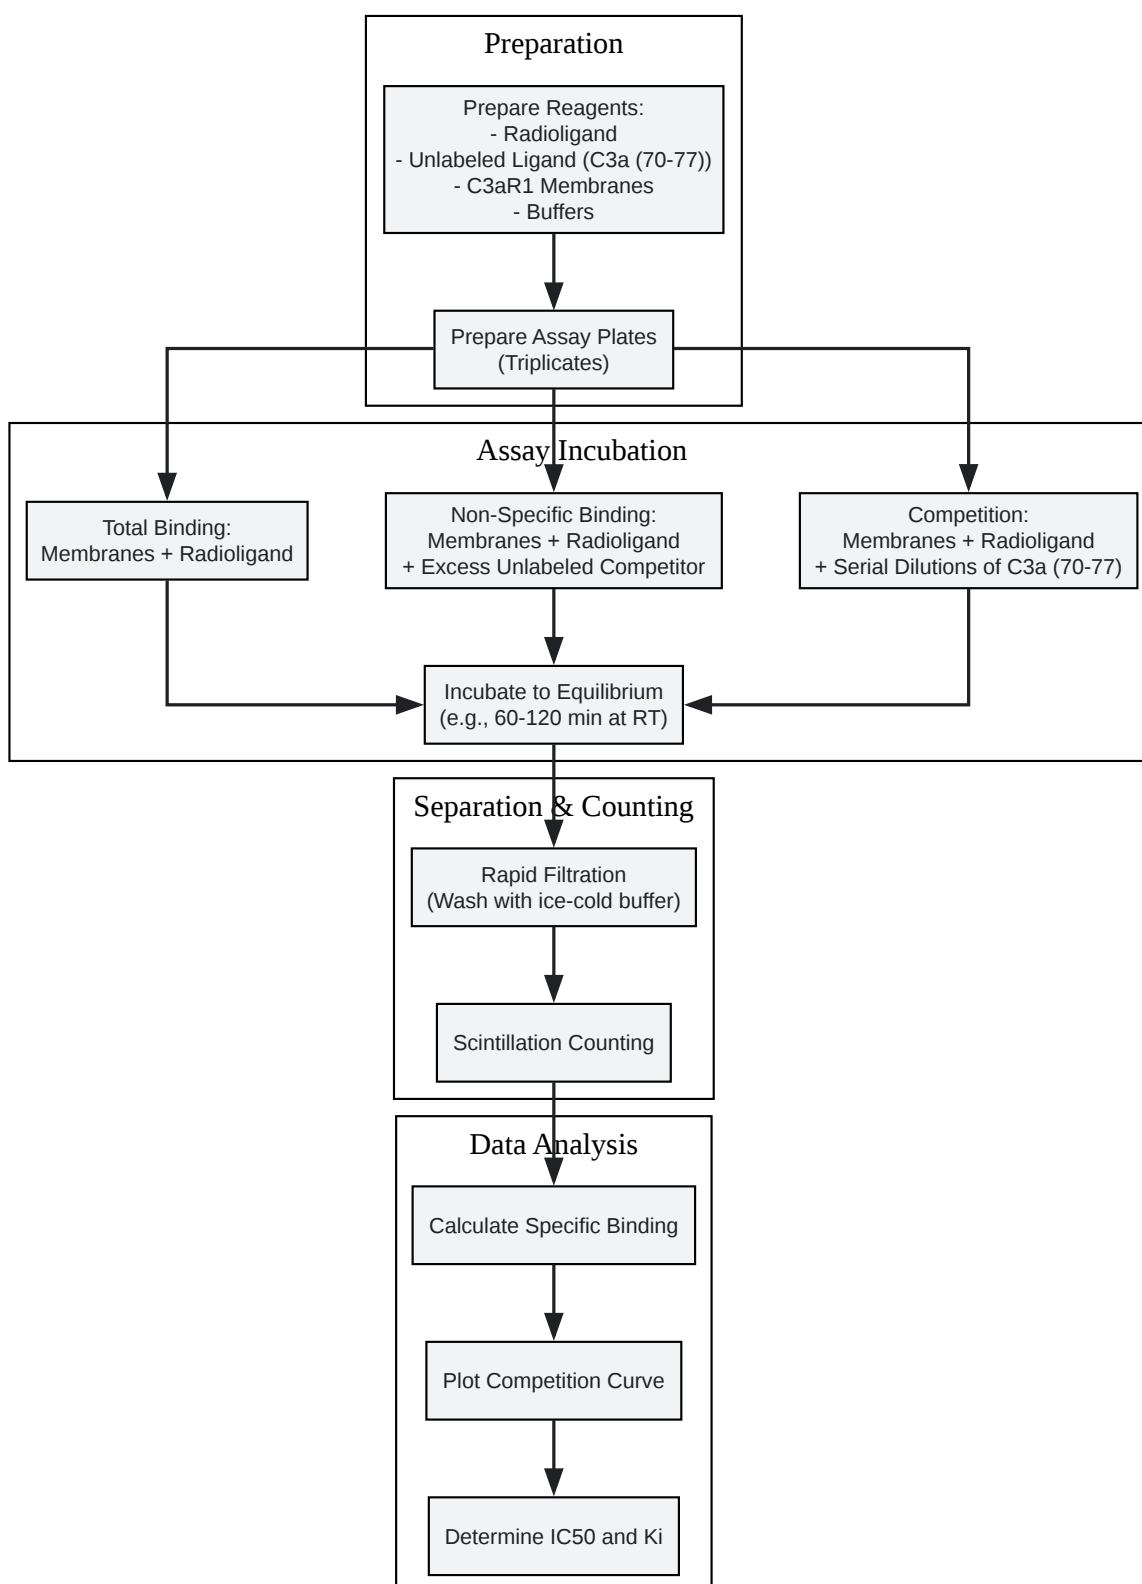 Preparation
Prepare Reagents:
- Radioligand
- Unlabeled Ligand (C3a (70-77))
- C3aR1 Membranes
- Buffers
Prepare Assay Plates
(Triplicates)
Assay Incubation
Total Binding:
Membranes + Radioligand
Non-Specific Binding:
Membranes + Radioligand
+ Excess Unlabeled Competitor
Competition:
Membranes + Radioligand
+ Serial Dilutions of C3a (70-77)
Incubate to Equilibrium
(e.g., 60-120 min at RT)
Separation & Counting
Rapid Filtration
(Wash with ice-cold buffer)
Scintillation Counting
Data Analysis
Calculate Specific Binding
Plot Competition Curve
Determine IC50 and Ki